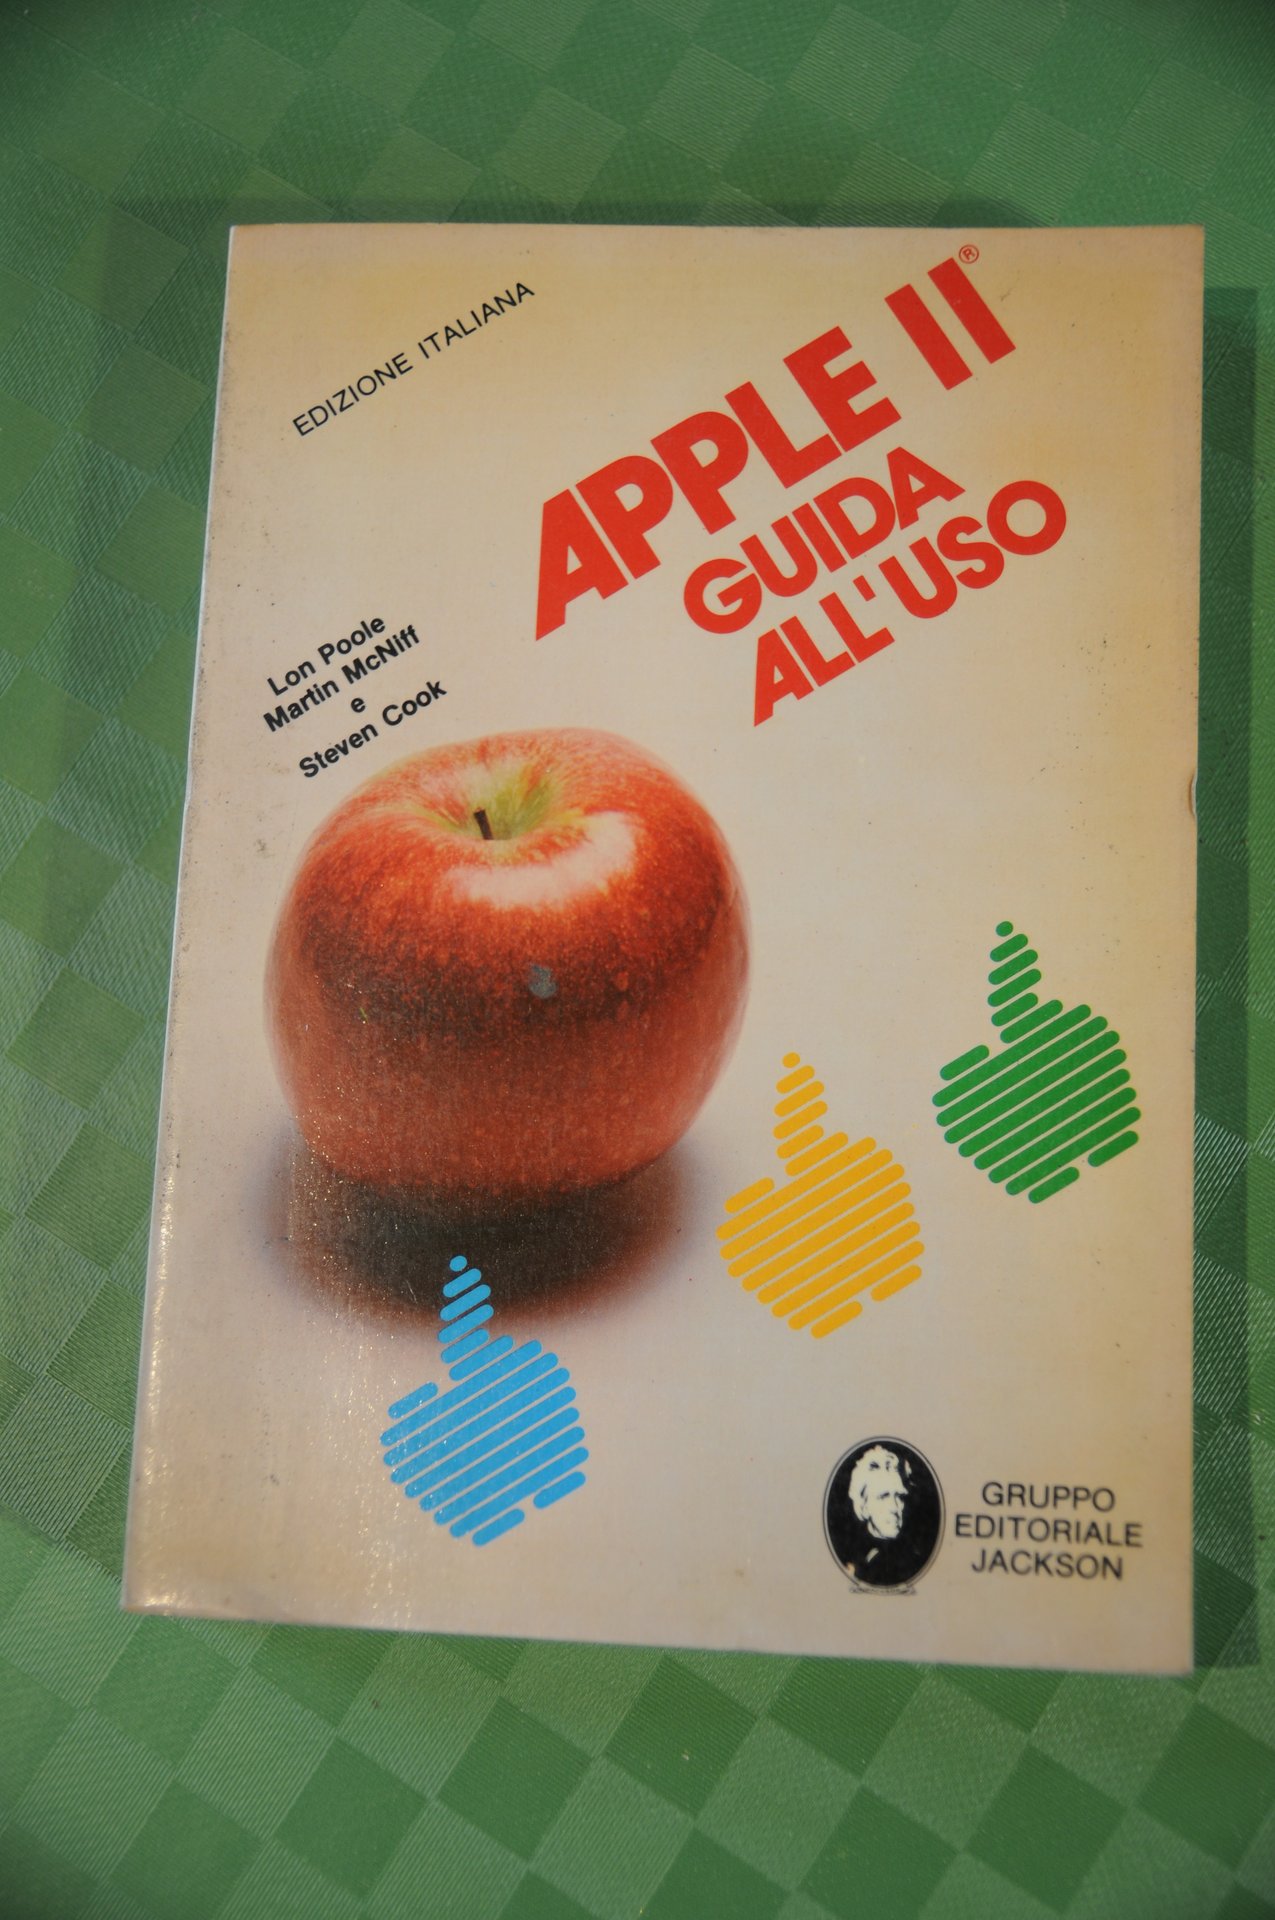 EDIZIONE ITALIANA
APPLE II®
GUIDA
ALL'USO
Lon Poole
Martin McNiff
e
Steven Cook
GRUPPO
EDITORIALE
JACKSON